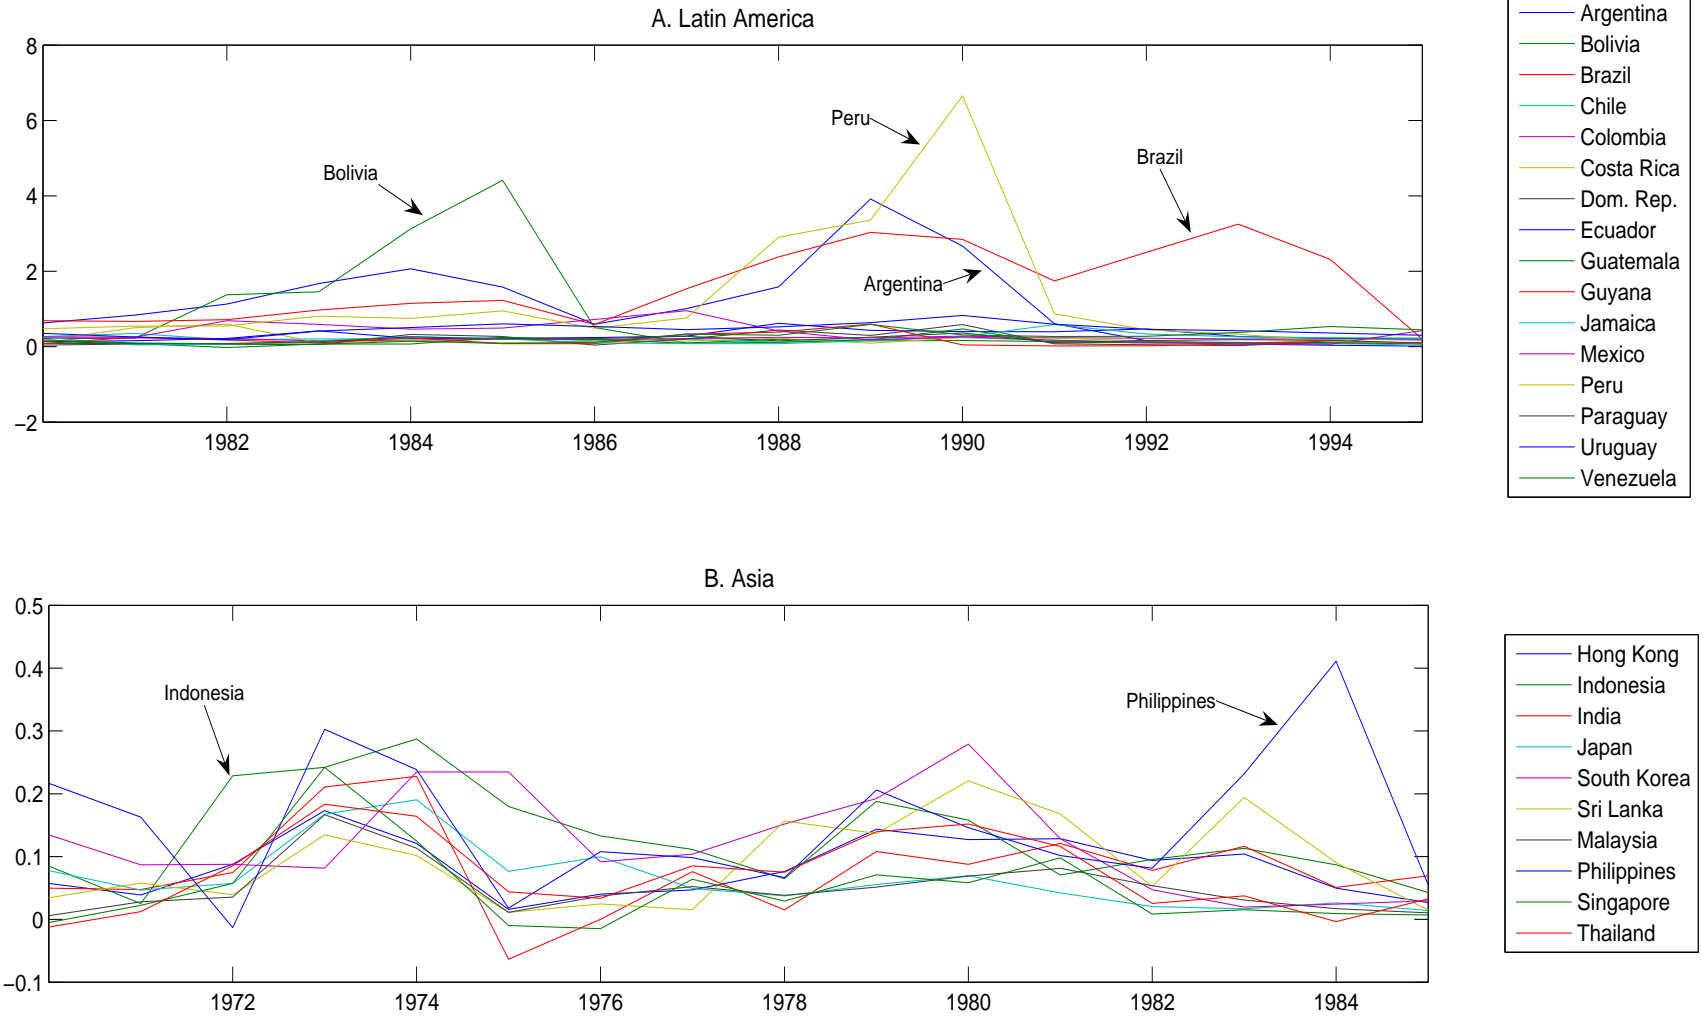 A. Latin America
8
6
4
2
0
−2
1982 1984 1986 1988 1990 1992 1994
Bolivia
Peru
Argentina
Brazil
Argentina
Bolivia
Brazil
Chile
Colombia
Costa Rica
Dom. Rep.
Ecuador
Guatemala
Guyana
Jamaica
Mexico
Peru
Paraguay
Uruguay
Venezuela
B. Asia
0.5
0.4
0.3
0.2
0.1
0
−0.1
1972 1974 1976 1978 1980 1982 1984
Indonesia
Philippines
Hong Kong
Indonesia
India
Japan
South Korea
Sri Lanka
Malaysia
Philippines
Singapore
Thailand